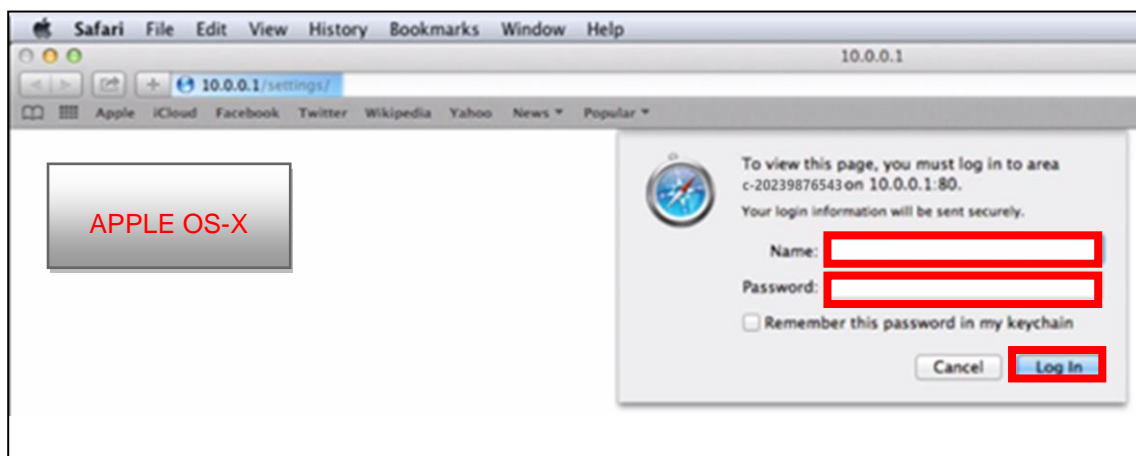 Safari File Edit View History Bookmarks Window Help
10.0.0.1
10.0.0.1/settings/
Apple iCloud Facebook Twitter Wikipedia Yahoo News Popular
APPLE OS-X
To view this page, you must log in to area
c-20239876543 on 10.0.0.1:80.
Your login information will be sent securely.
Name:
Password:
Remember this password in my keychain
Cancel Log In